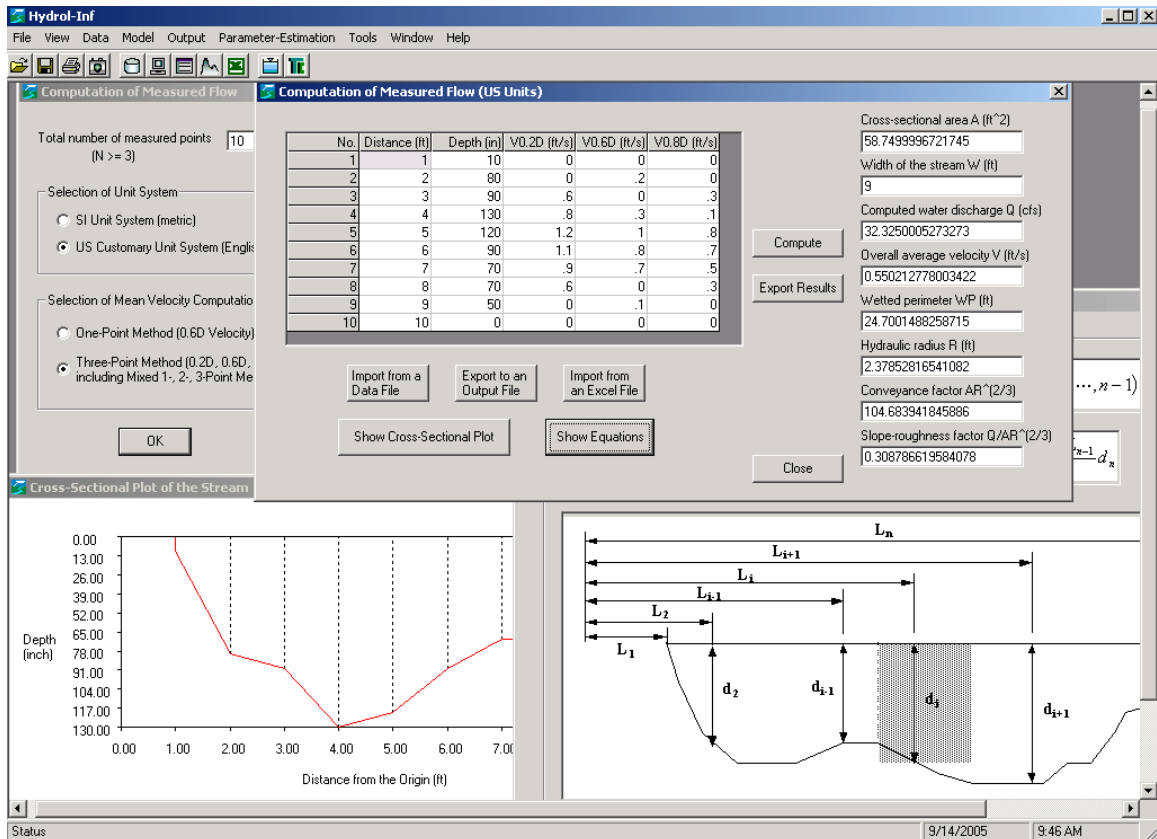 Hydrol-Inf
File View Data Model Output Parameter-Estimation Tools Window Help
Computation of Measured Flow
Total number of measured points 10
(N >= 3)
Selection of Unit System
SI Unit System (metric)
US Customary Unit System (Englis
Selection of Mean Velocity Computatio
One-Point Method (0.6D Velocity)
Three-Point Method (0.2D, 0.6D,
including Mixed 1-, 2-, 3-Point Me
OK
Computation of Measured Flow (US Units)
No. Distance (ft) Depth (in) V0.2D (ft/s) V0.6D (ft/s) V0.8D (ft/s)
1 1 10 0 0 0
2 2 80 0 .2 0
3 3 90 .6 0 .3
4 4 130 .8 .3 .1
5 5 120 1.2 1 .8
6 6 90 1.1 .8 .7
7 7 70 .9 .7 .5
8 8 70 .6 0 .3
9 9 50 0 .1 0
10 10 0 0 0 0
Import from a
Data File
Export to an
Output File
Import from
an Excel File
Show Cross-Sectional Plot
Show Equations
Compute
Export Results
Close
Cross-sectional area A (ft^2)
58.7499996721745
Width of the stream W (ft)
9
Computed water discharge Q (cfs)
32.3250005273273
Overall average velocity V (ft/s)
0.550212778003422
Wetted perimeter WP (ft)
24.7001488258715
Hydraulic radius R (ft)
2.37852816541082
Conveyance factor AR^(2/3)
104.683941845886
Slope-roughness factor Q/AR^(2/3)
0.308786619584078
⋯, n − 1)
n−1 dn
Cross-Sectional Plot of the Stream
Depth
(inch)
0.00
13.00
26.00
39.00
52.00
65.00
78.00
91.00
104.00
117.00
130.00
0.00 1.00 2.00 3.00 4.00 5.00 6.00 7.00
Distance from the Origin (ft)
Ln
Li+1
Li
Li-1
L2
L1
d2
di-1
di
di+1
Status
9/14/2005 9:46 AM